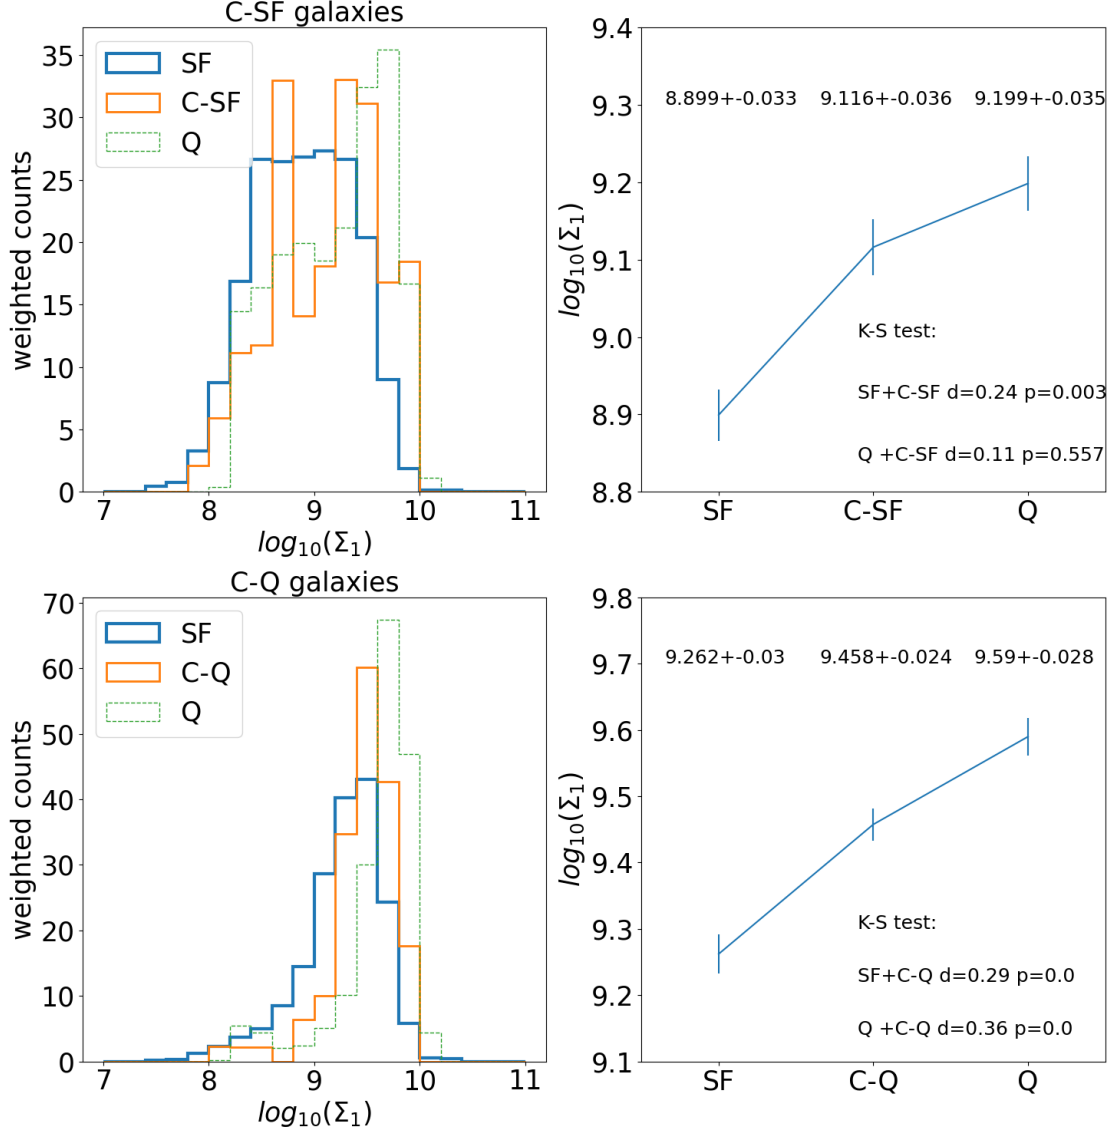 C-SF galaxies
SF
C-SF
Q
weighted counts
35
30
25
20
15
10
5
0
7 8 9 10 11
log10(Σ1)
9.4
9.3
9.2
9.1
9.0
8.9
8.8
log10(Σ1)
8.899+-0.033 9.116+-0.036 9.199+-0.035
K-S test:
SF+C-SF d=0.24 p=0.003
Q +C-SF d=0.11 p=0.557
SF C-SF Q
C-Q galaxies
SF
C-Q
Q
weighted counts
70
60
50
40
30
20
10
0
7 8 9 10 11
log10(Σ1)
9.8
9.7
9.6
9.5
9.4
9.3
9.2
9.1
log10(Σ1)
9.262+-0.03 9.458+-0.024 9.59+-0.028
K-S test:
SF+C-Q d=0.29 p=0.0
Q +C-Q d=0.36 p=0.0
SF C-Q Q